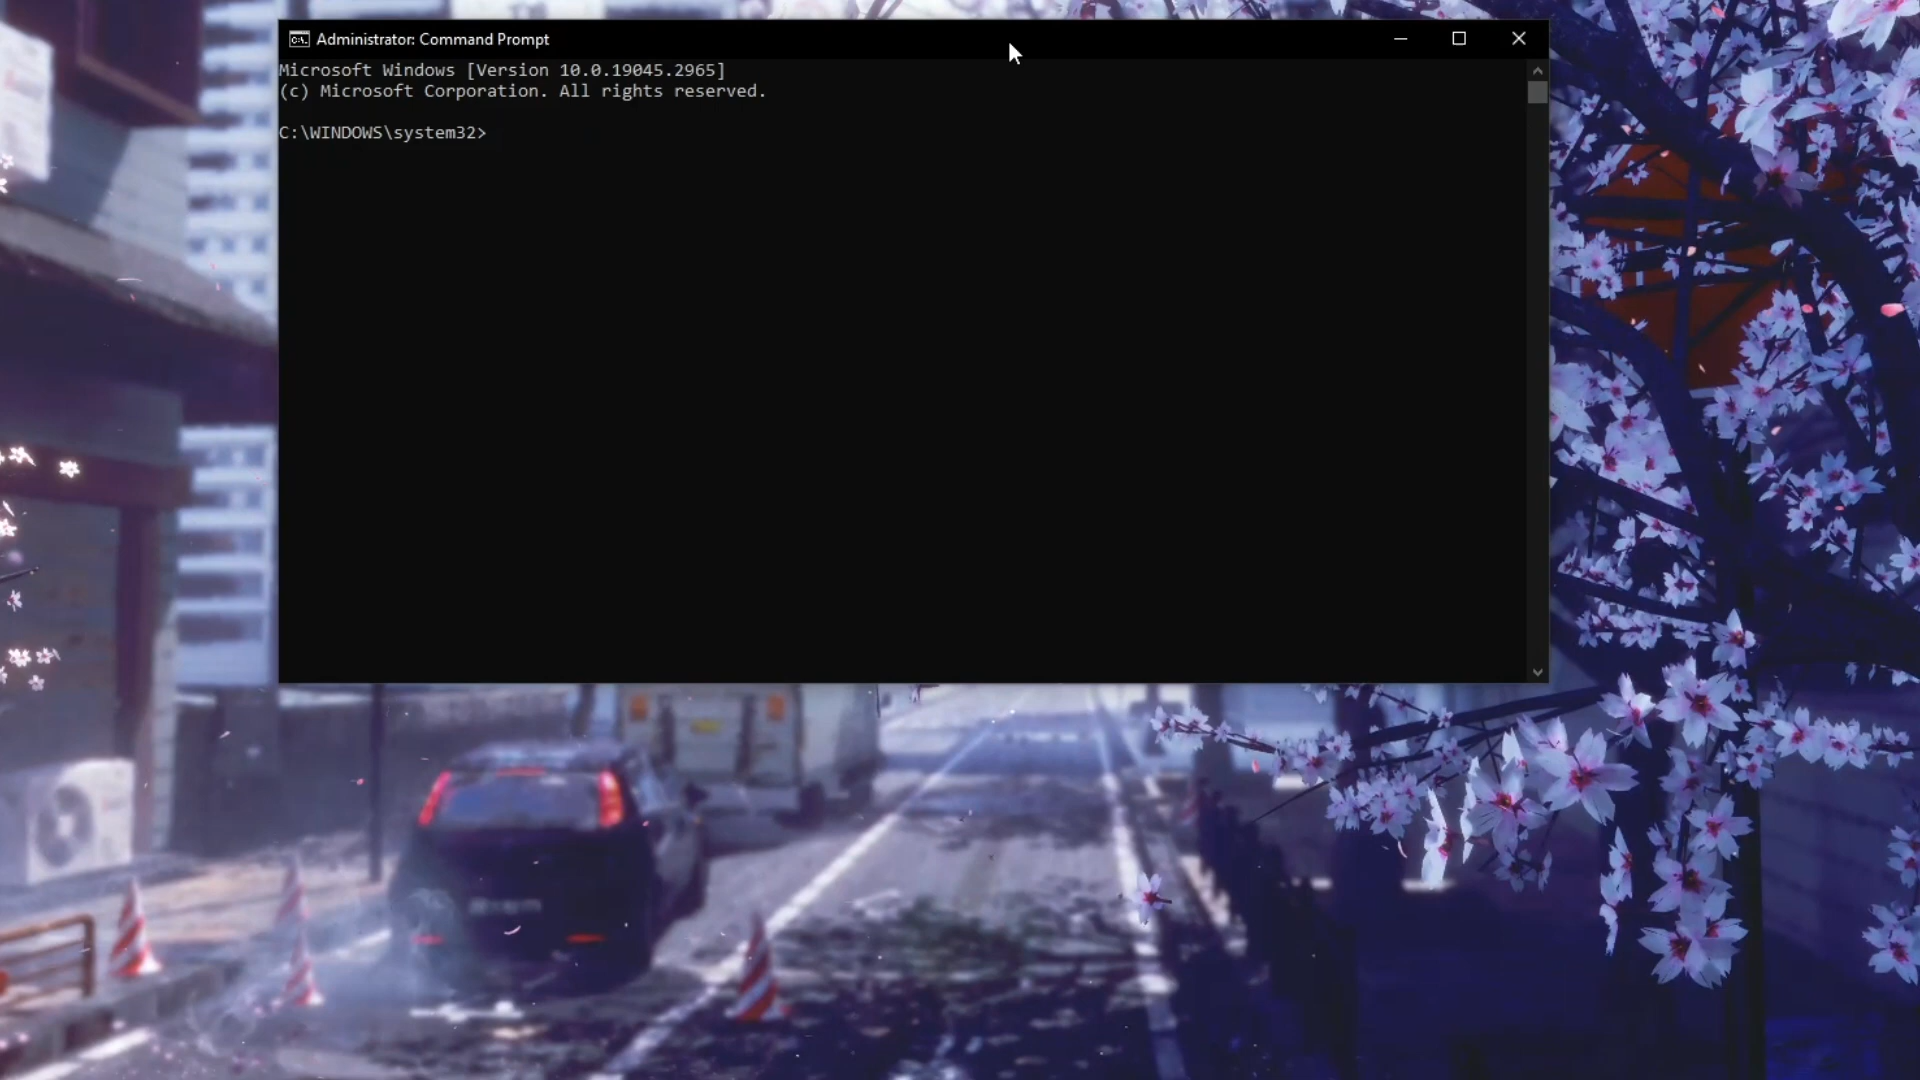 Administrator: Command Prompt
Microsoft Windows [Version 10.0.19045.2965]
(c) Microsoft Corporation. All rights reserved.
C:\WINDOWS\system32>